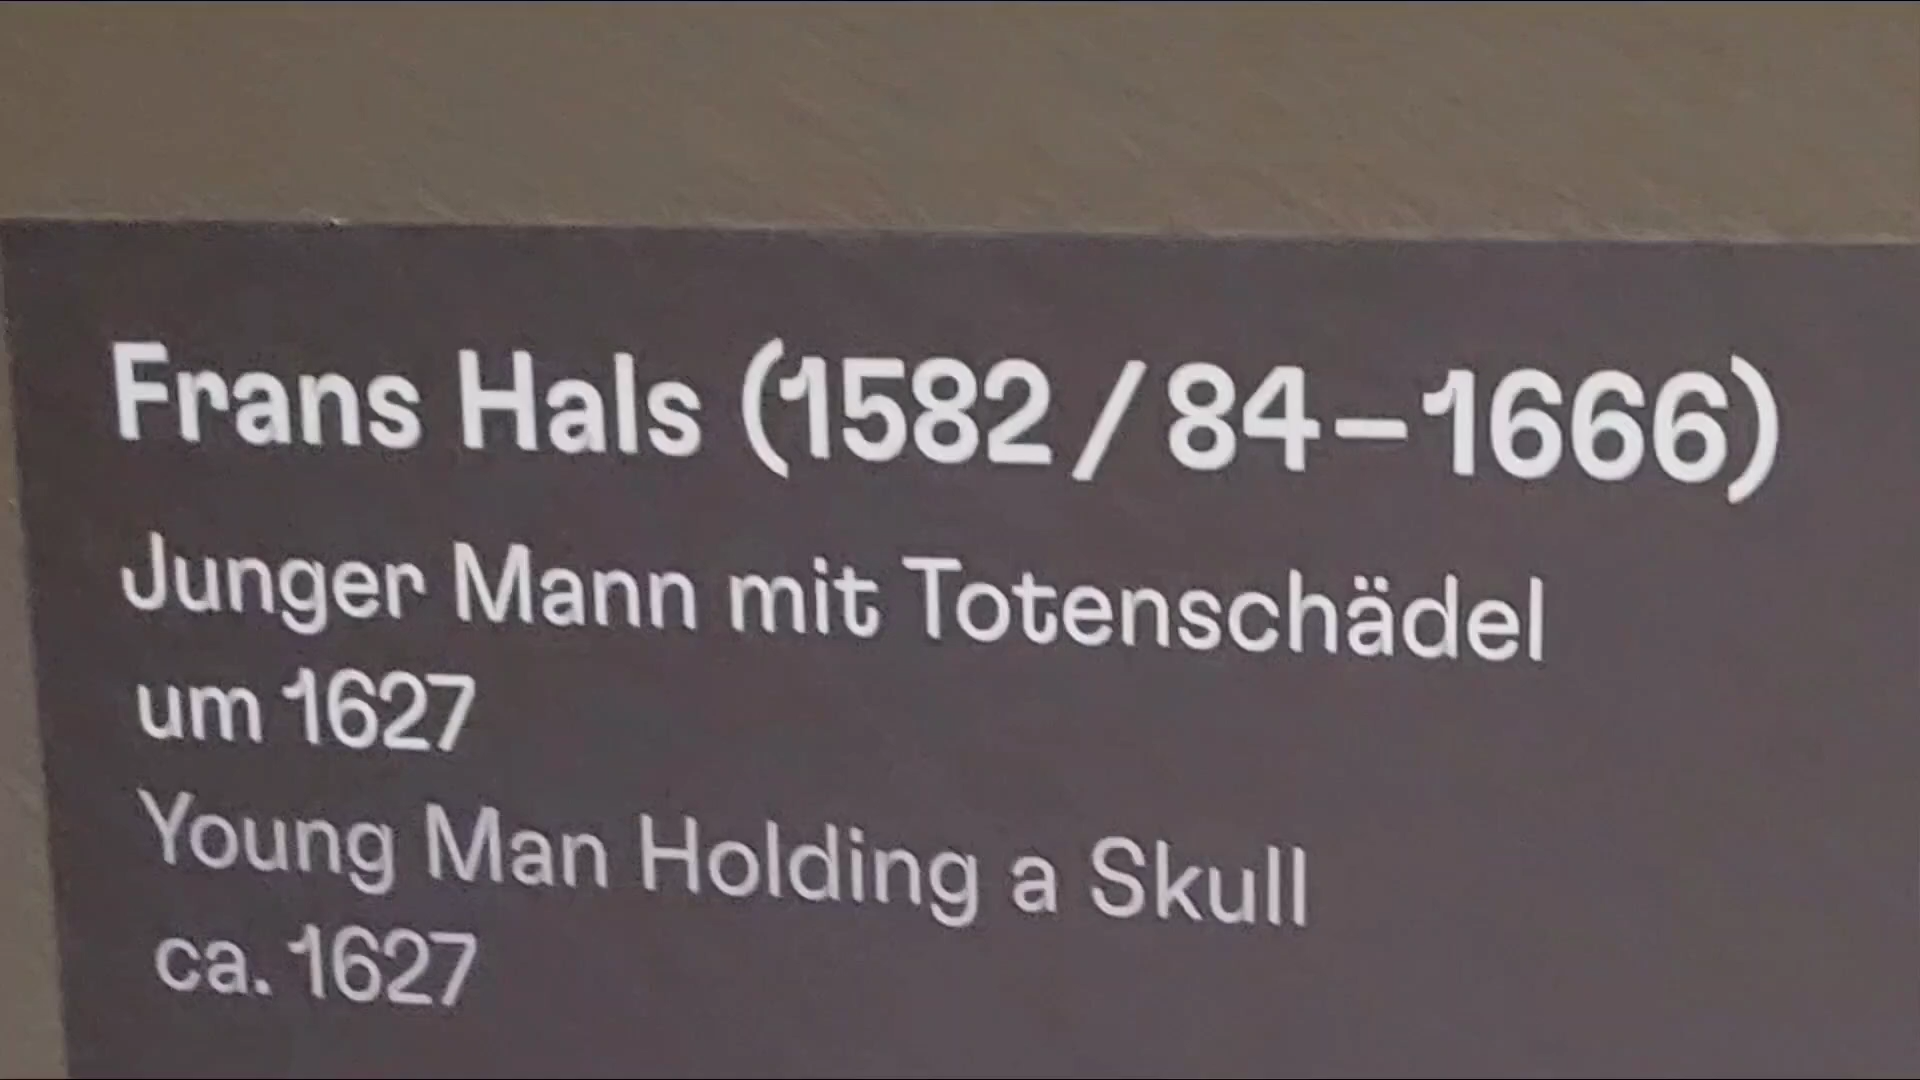 Frans Hals (1582/84–1666)
Junger Mann mit Totenschädel
um 1627
Young Man Holding a Skull
ca. 1627